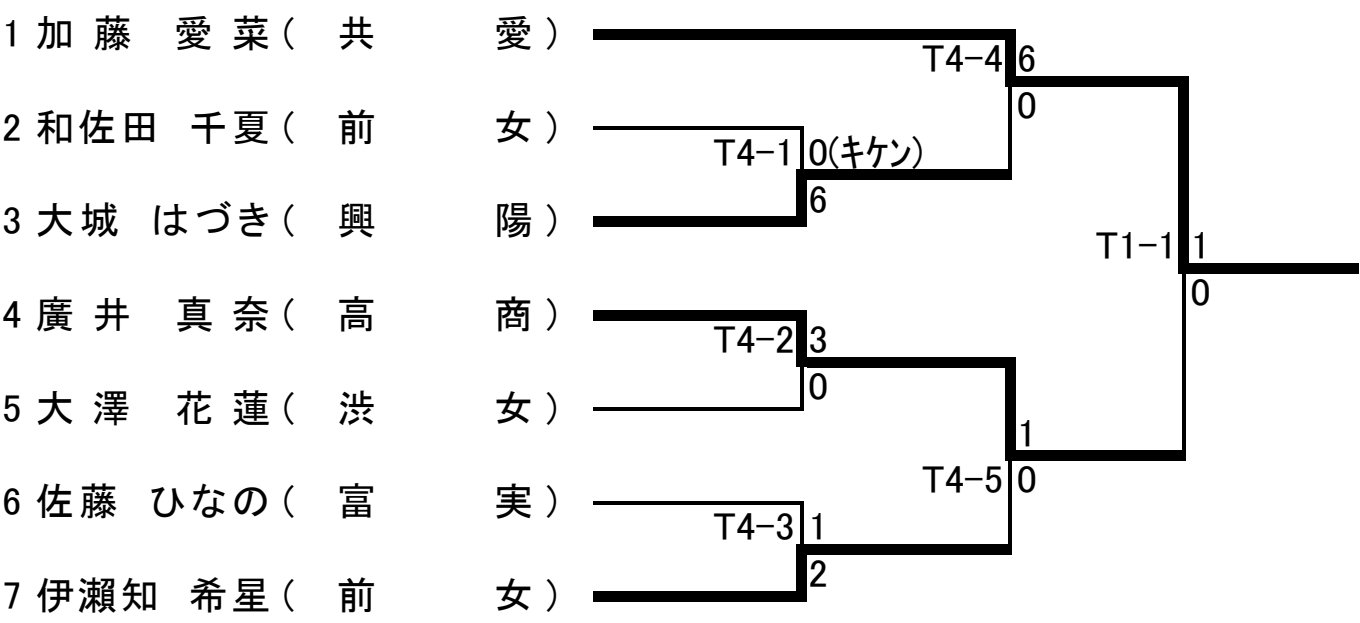 1 加藤 愛菜(共愛)
T4-4 6
0
2 和佐田 千夏(前女)
T4-1 0(キケン)
6
3 大城 はづき(興陽)
T1-1 1
0
4 廣井 真奈(高商)
T4-2 3
0
5 大澤 花蓮(渋女)
1
T4-5 0
6 佐藤 ひなの(富実)
T4-3 1
2
7 伊瀬知 希星(前女)